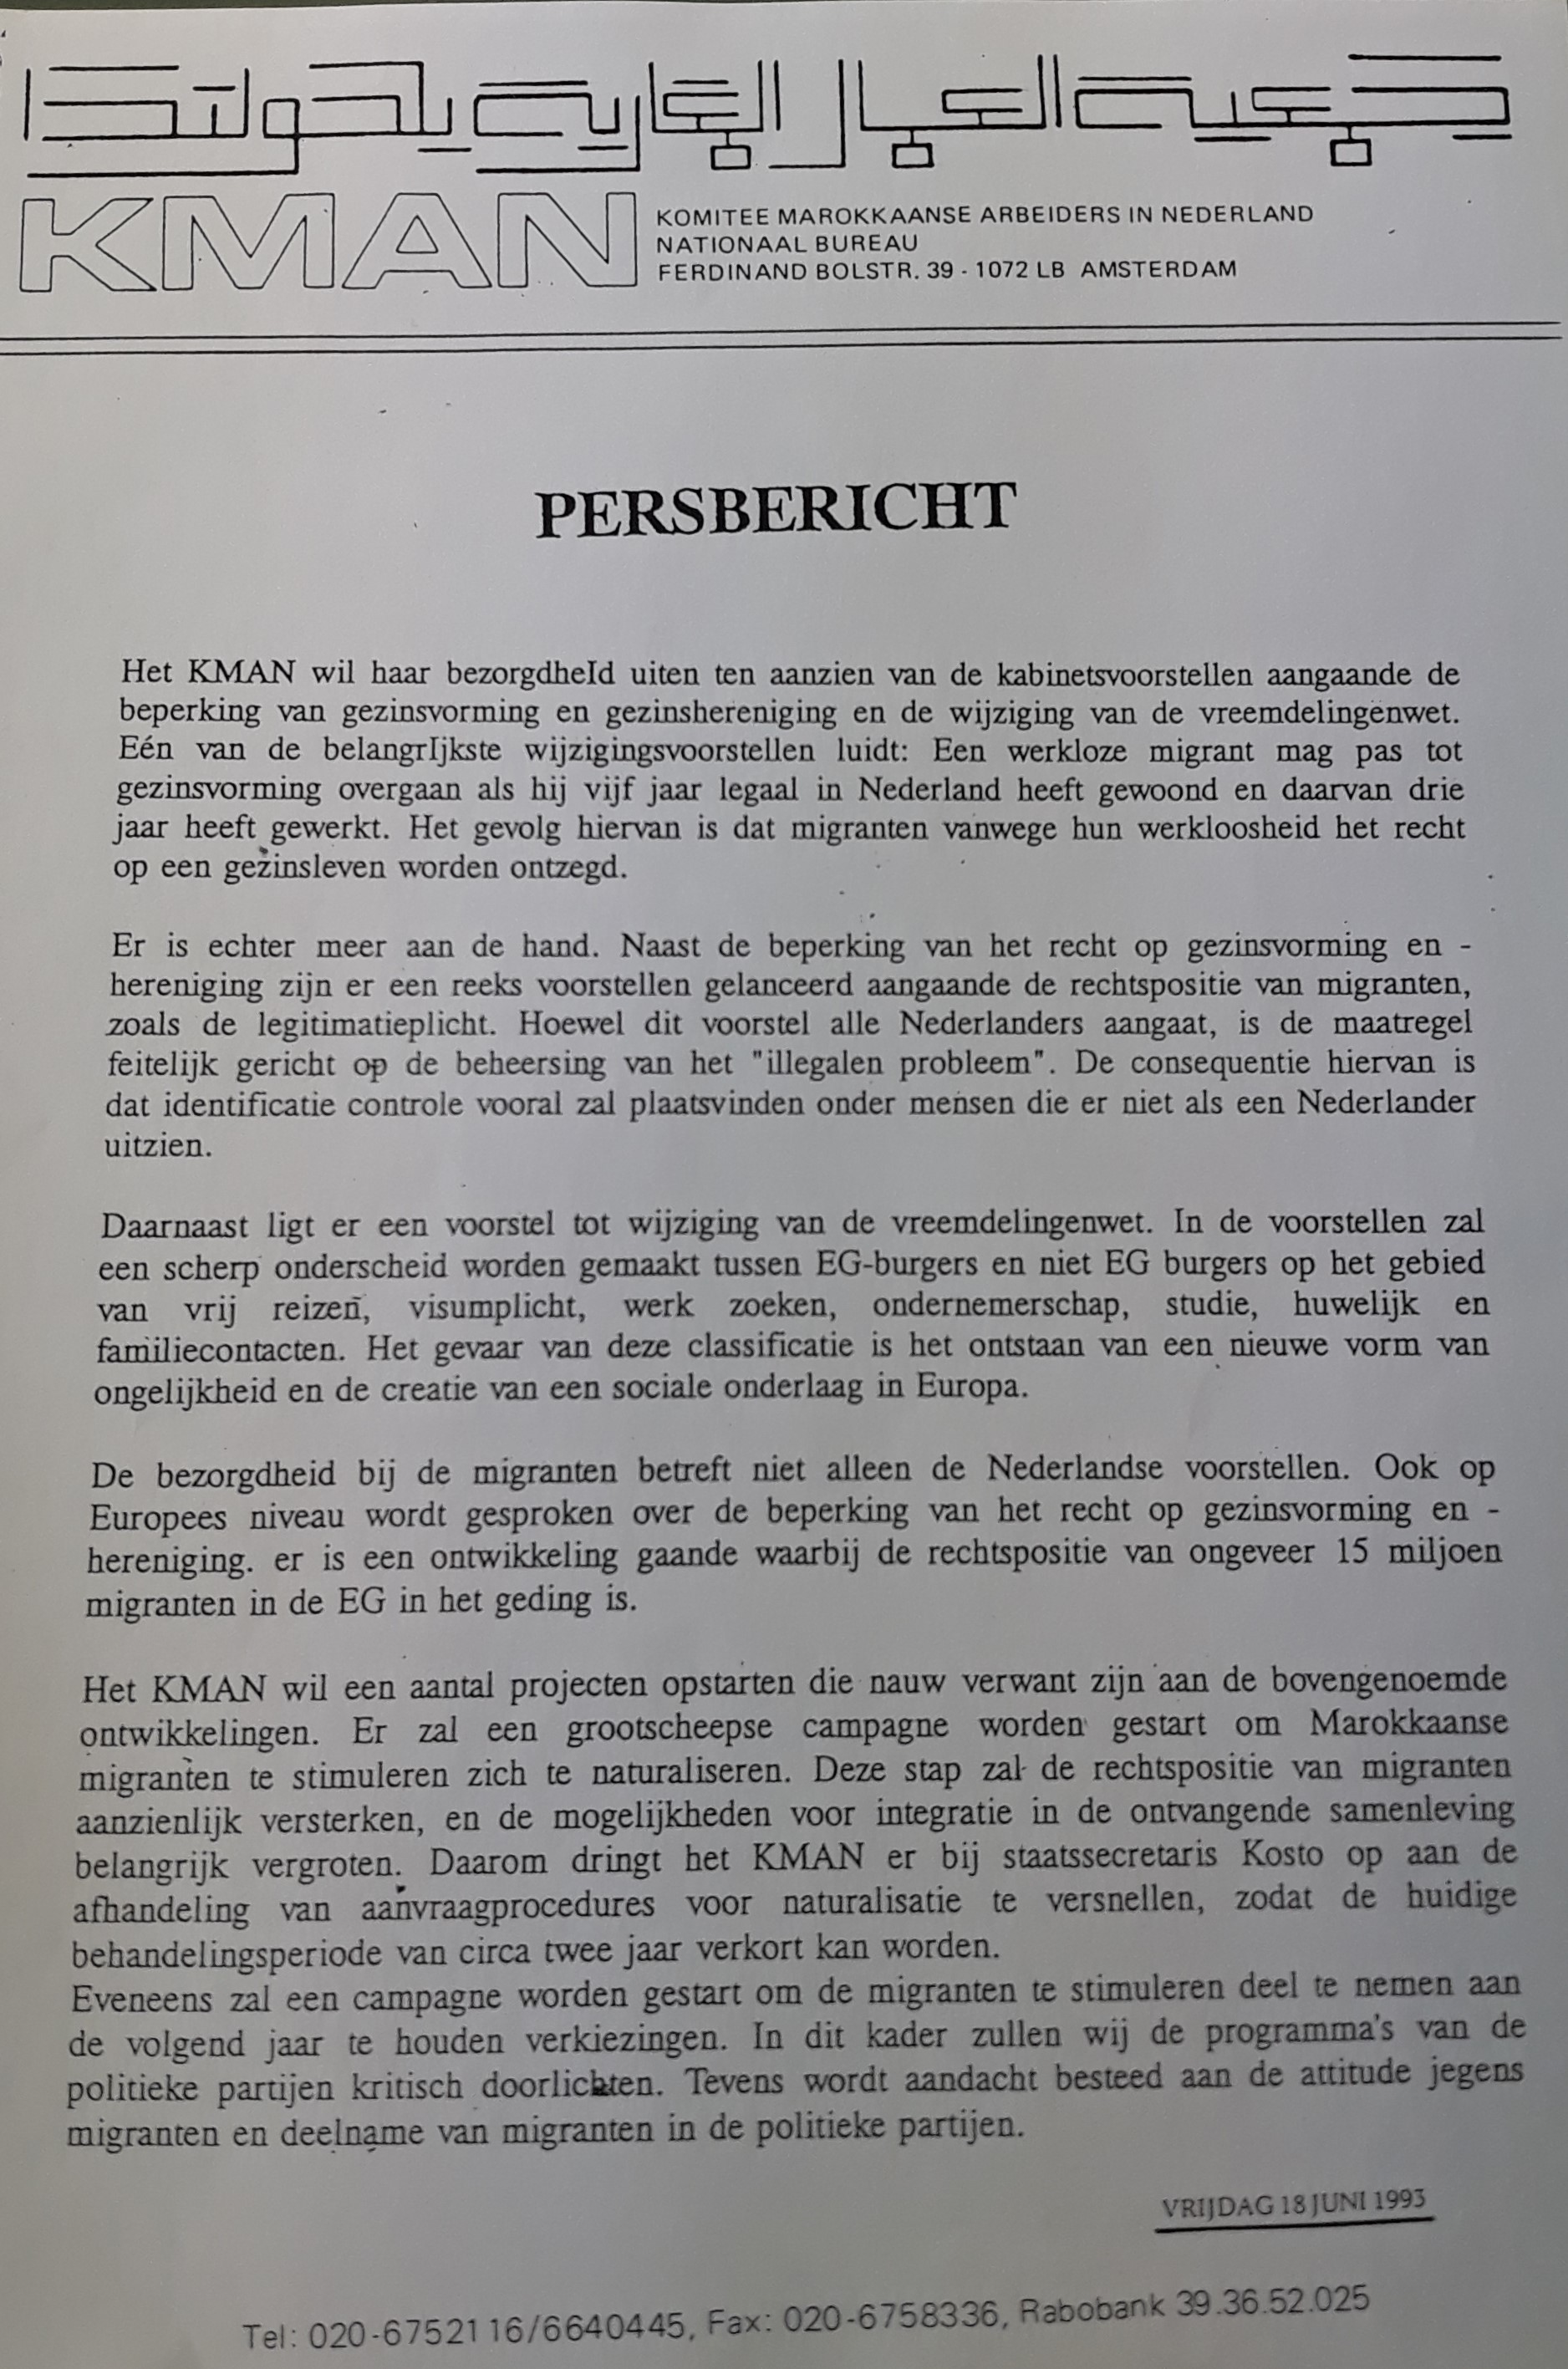 جمعية العمال المغاربة بهولندا
KMAN
KOMITEE MAROKKAANSE ARBEIDERS IN NEDERLAND
NATIONAAL BUREAU
FERDINAND BOLSTR. 39 - 1072 LB AMSTERDAM
PERSBERICHT
Het KMAN wil haar bezorgdheId uiten ten aanzien van de kabinetsvoorstellen aangaande de
beperking van gezinsvorming en gezinshereniging en de wijziging van de vreemdelingenwet.
Eén van de belangrIjkste wijzigingsvoorstellen luidt: Een werkloze migrant mag pas tot
gezinsvorming overgaan als hij vijf jaar legaal in Nederland heeft gewoond en daarvan drie
jaar heeft gewerkt. Het gevolg hiervan is dat migranten vanwege hun werkloosheid het recht
op een gezinsleven worden ontzegd.
Er is echter meer aan de hand. Naast de beperking van het recht op gezinsvorming en -
hereniging zijn er een reeks voorstellen gelanceerd aangaande de rechtspositie van migranten,
zoals de legitimatieplicht. Hoewel dit voorstel alle Nederlanders aangaat, is de maatregel
feitelijk gericht op de beheersing van het "illegalen probleem". De consequentie hiervan is
dat identificatie controle vooral zal plaatsvinden onder mensen die er niet als een Nederlander
uitzien.
Daarnaast ligt er een voorstel tot wijziging van de vreemdelingenwet. In de voorstellen zal
een scherp onderscheid worden gemaakt tussen EG-burgers en niet EG burgers op het gebied
van vrij reizen, visumplicht, werk zoeken, ondernemerschap, studie, huwelijk en
familiecontacten. Het gevaar van deze classificatie is het ontstaan van een nieuwe vorm van
ongelijkheid en de creatie van een sociale onderlaag in Europa.
De bezorgdheid bij de migranten betreft niet alleen de Nederlandse voorstellen. Ook op
Europees niveau wordt gesproken over de beperking van het recht op gezinsvorming en -
hereniging. er is een ontwikkeling gaande waarbij de rechtspositie van ongeveer 15 miljoen
migranten in de EG in het geding is.
Het KMAN wil een aantal projecten opstarten die nauw verwant zijn aan de bovengenoemde
ontwikkelingen. Er zal een grootscheepse campagne worden gestart om Marokkaanse
migranten te stimuleren zich te naturaliseren. Deze stap zal de rechtspositie van migranten
aanzienlijk versterken, en de mogelijkheden voor integratie in de ontvangende samenleving
belangrijk vergroten. Daarom dringt het KMAN er bij staatssecretaris Kosto op aan de
afhandeling van aanvraagprocedures voor naturalisatie te versnellen, zodat de huidige
behandelingsperiode van circa twee jaar verkort kan worden.
Eveneens zal een campagne worden gestart om de migranten te stimuleren deel te nemen aan
de volgend jaar te houden verkiezingen. In dit kader zullen wij de programma's van de
politieke partijen kritisch doorlichten. Tevens wordt aandacht besteed aan de attitude jegens
migranten en deelname van migranten in de politieke partijen.
VRIJDAG 18 JUNI 1993
Tel: 020-6752116/6640445, Fax: 020-6758336, Rabobank 39.36.52.025